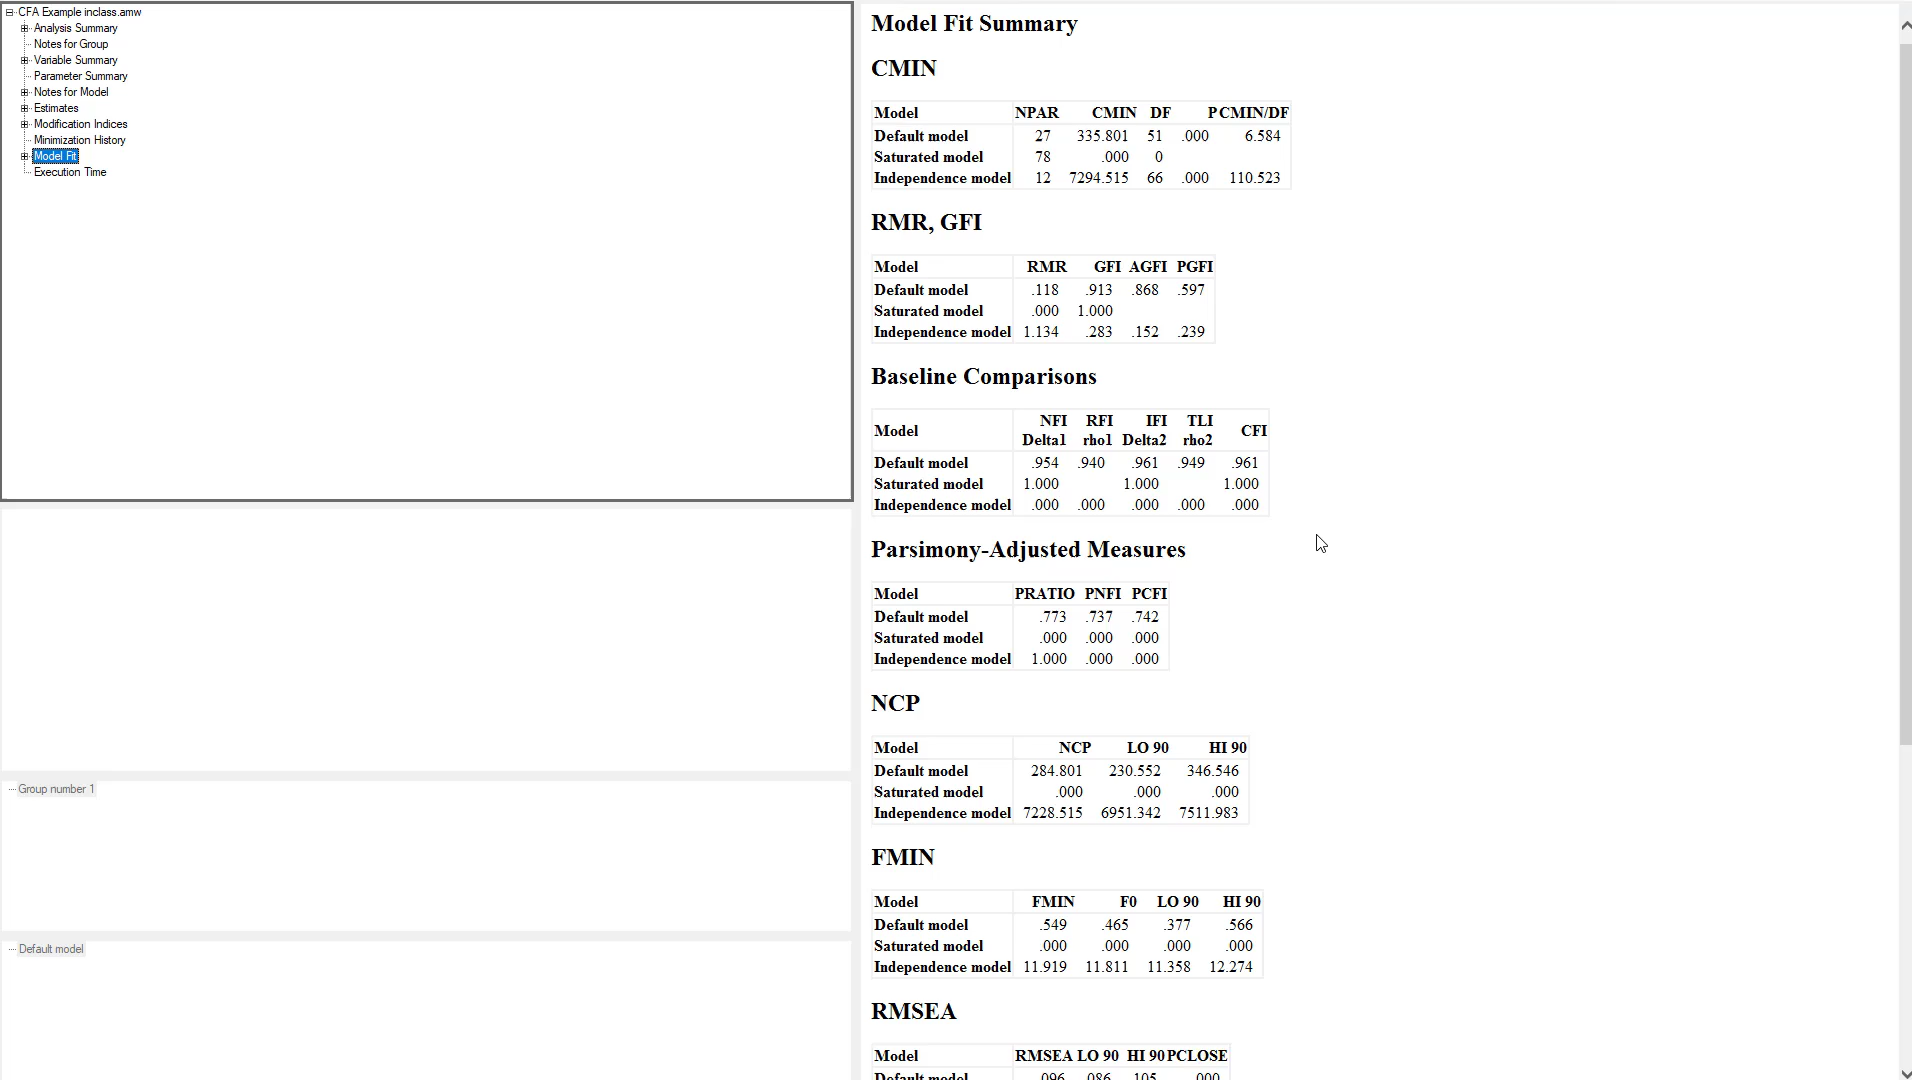 CFA Example inclass.amw
Analysis Summary
Notes for Group
Variable Summary
Parameter Summary
Notes for Model
Estimates
Modification Indices
Minimization History
Model Fit
Execution Time
Group number 1
Default model
Model Fit Summary
CMIN
Model NPAR CMIN DF P CMIN/DF
Default model 27 335.801 51 .000 6.584
Saturated model 78 .000 0
Independence model 12 7294.515 66 .000 110.523
RMR, GFI
Model RMR GFI AGFI PGFI
Default model .118 .913 .868 .597
Saturated model .000 1.000
Independence model 1.134 .283 .152 .239
Baseline Comparisons
Model NFI Delta1 RFI rho1 IFI Delta2 TLI rho2 CFI
Default model .954 .940 .961 .949 .961
Saturated model 1.000 1.000 1.000
Independence model .000 .000 .000 .000 .000
Parsimony-Adjusted Measures
Model PRATIO PNFI PCFI
Default model .773 .737 .742
Saturated model .000 .000 .000
Independence model 1.000 .000 .000
NCP
Model NCP LO 90 HI 90
Default model 284.801 230.552 346.546
Saturated model .000 .000 .000
Independence model 7228.515 6951.342 7511.983
FMIN
Model FMIN F0 LO 90 HI 90
Default model .549 .465 .377 .566
Saturated model .000 .000 .000 .000
Independence model 11.919 11.811 11.358 12.274
RMSEA
Model RMSEA LO 90 HI 90 PCLOSE
Default model .096 .086 .105 .000